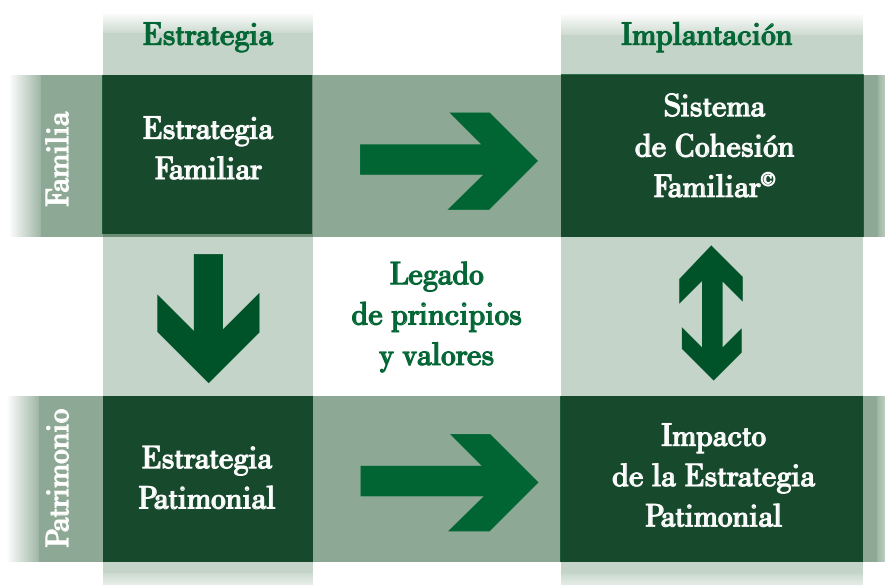 Estrategia
Implantación
Familia
Estrategia
Familiar
Sistema
de Cohesión
Familiar©
Legado
de principios
y valores
Patrimonio
Estrategia
Patimonial
Impacto
de la Estrategia
Patimonial